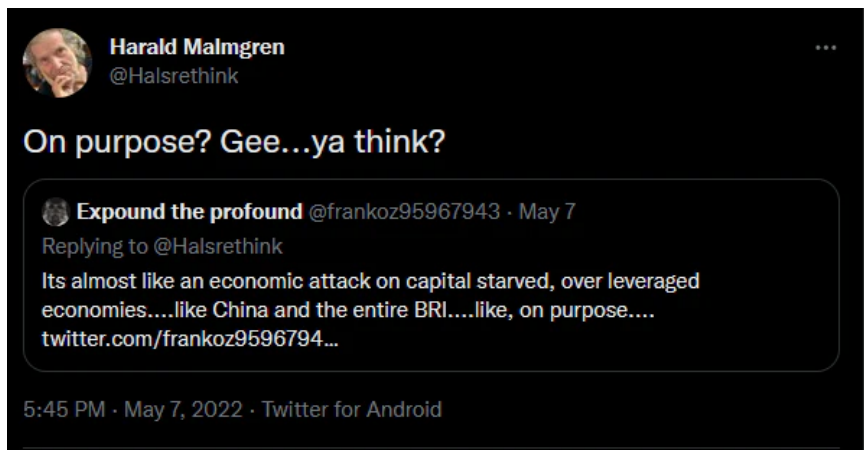 Harald Malmgren
@Halsrethink
On purpose? Gee...ya think?
Expound the profound @frankoz95967943 · May 7
Replying to @Halsrethink
Its almost like an economic attack on capital starved, over leveraged
economies....like China and the entire BRI....like, on purpose....
twitter.com/frankoz9596794...
5:45 PM · May 7, 2022 · Twitter for Android